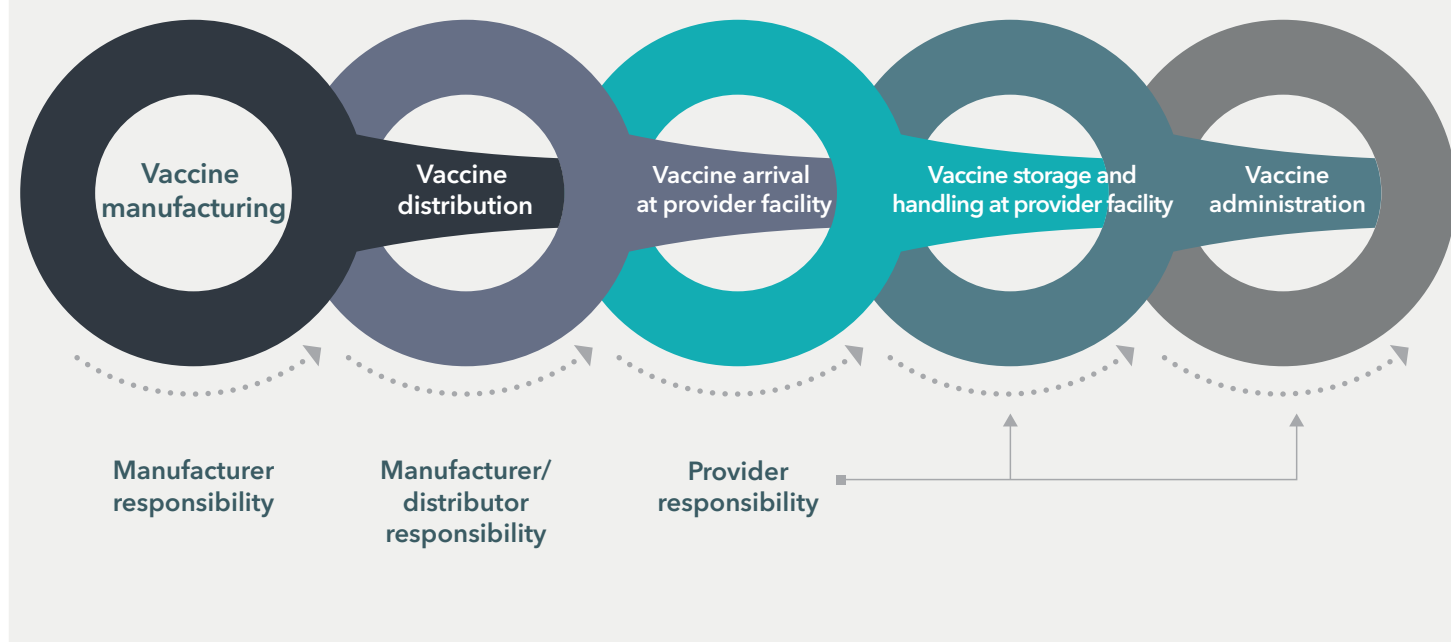 Vaccine
manufacturing
Vaccine
distribution
Vaccine arrival
at provider facility
Vaccine storage and
handling at provider facility
Vaccine
administration
Manufacturer
responsibility
Manufacturer/
distributor
responsibility
Provider
responsibility